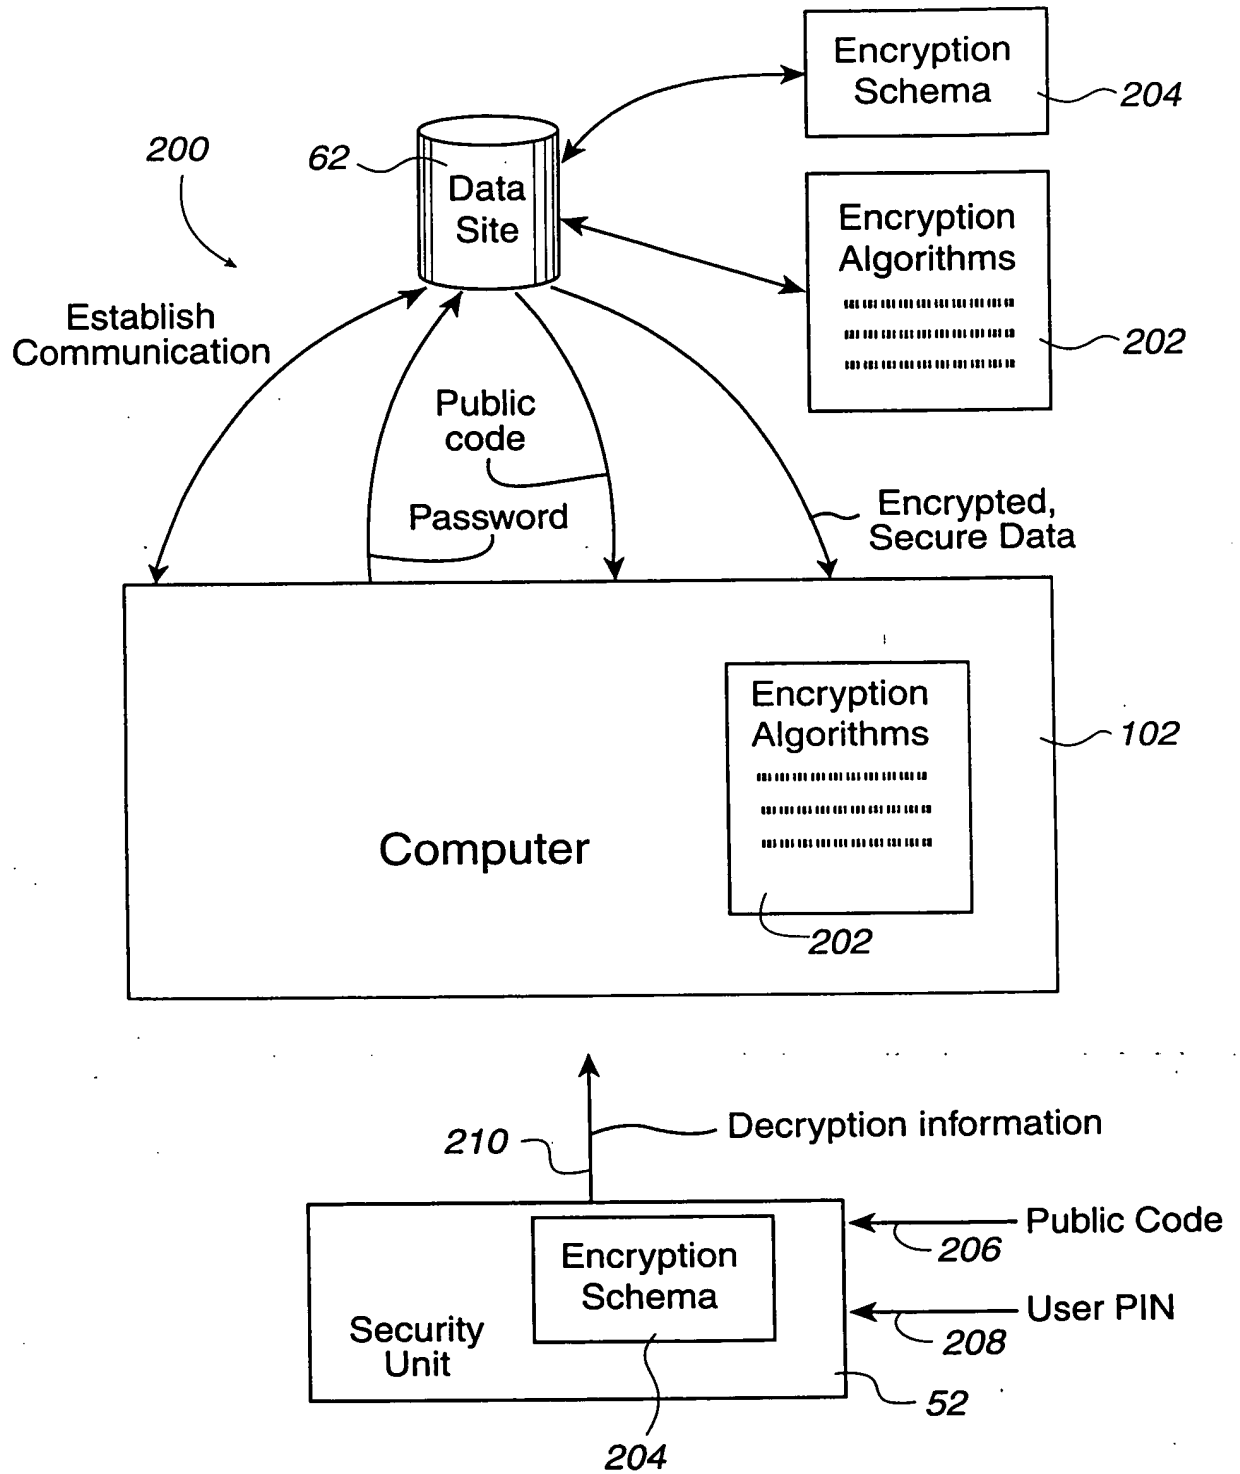 Encryption
Schema
204
200
62
Data
Site
Encryption
Algorithms
202
Establish
Communication
Public
code
Password
Encrypted,
Secure Data
Encryption
Algorithms
102
Computer
202
210
Decryption information
Public Code
206
Encryption
Schema
User PIN
208
Security
Unit
52
204